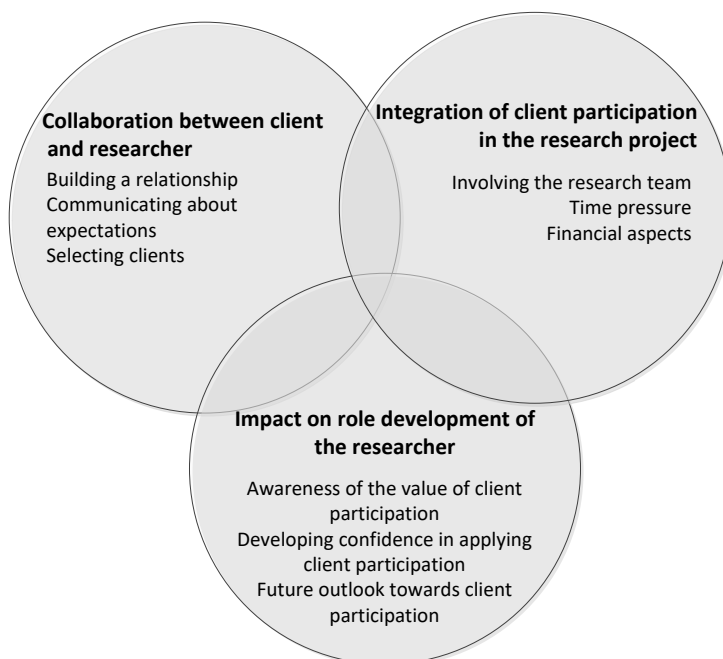 Collaboration between client
and researcher
Building a relationship
Communicating about
expectations
Selecting clients
Integration of client participation
in the research project
Involving the research team
Time pressure
Financial aspects
Impact on role development of
the researcher
Awareness of the value of client
participation
Developing confidence in applying
client participation
Future outlook towards client
participation